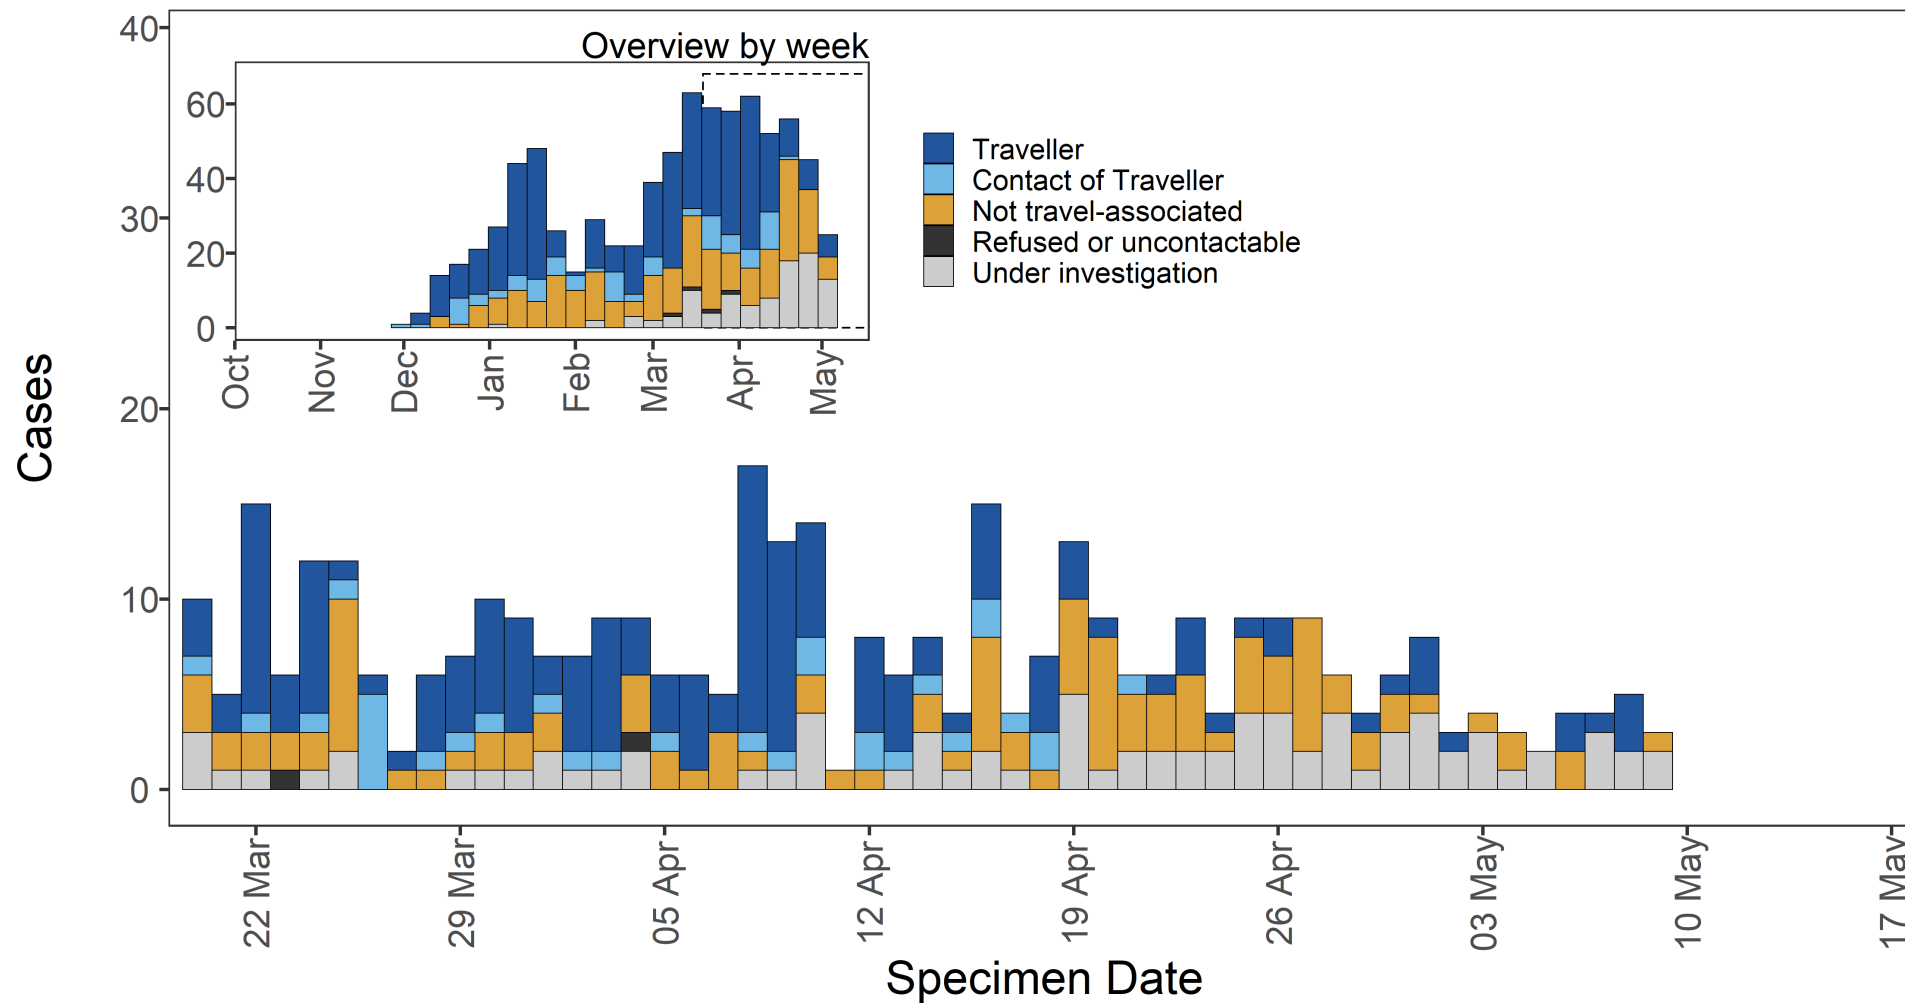 40
30
20
10
0
Cases
Overview by week
60
40
20
0
Oct
Nov
Dec
Jan
Feb
Mar
Apr
May
Traveller
Contact of Traveller
Not travel-associated
Refused or uncontactable
Under investigation
22 Mar
29 Mar
05 Apr
12 Apr
19 Apr
26 Apr
03 May
10 May
17 May
Specimen Date